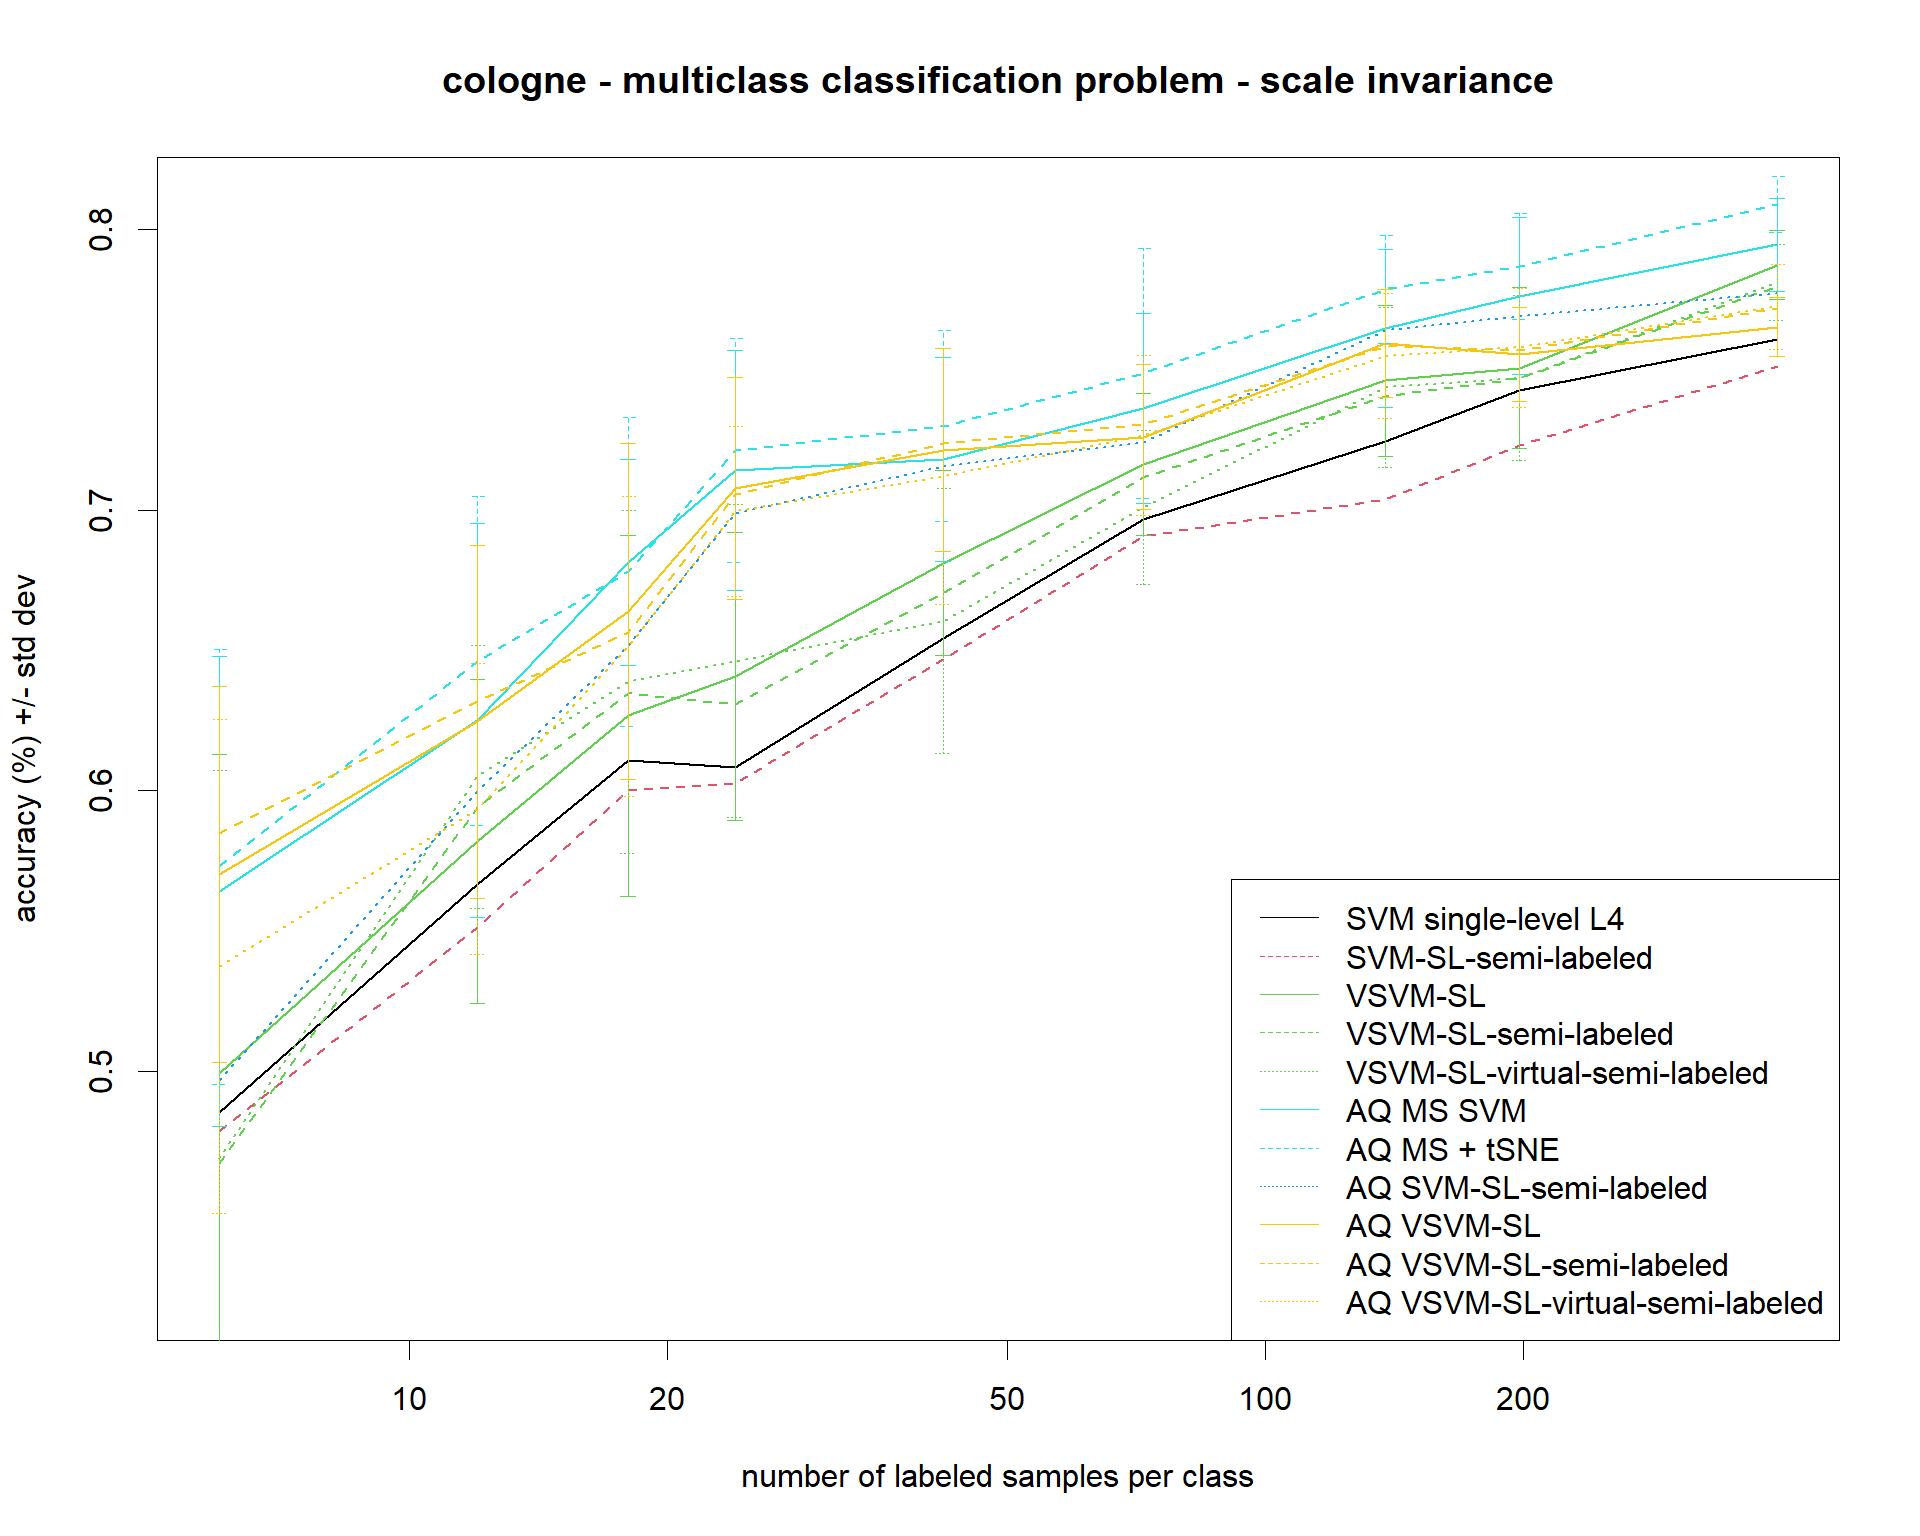 cologne - multiclass classification problem - scale invariance
accuracy (%) +/- std dev
0.8
0.7
0.6
0.5
SVM single-level L4
SVM-SL-semi-labeled
VSVM-SL
VSVM-SL-semi-labeled
VSVM-SL-virtual-semi-labeled
AQ MS SVM
AQ MS + tSNE
AQ SVM-SL-semi-labeled
AQ VSVM-SL
AQ VSVM-SL-semi-labeled
AQ VSVM-SL-virtual-semi-labeled
10 20 50 100 200
number of labeled samples per class